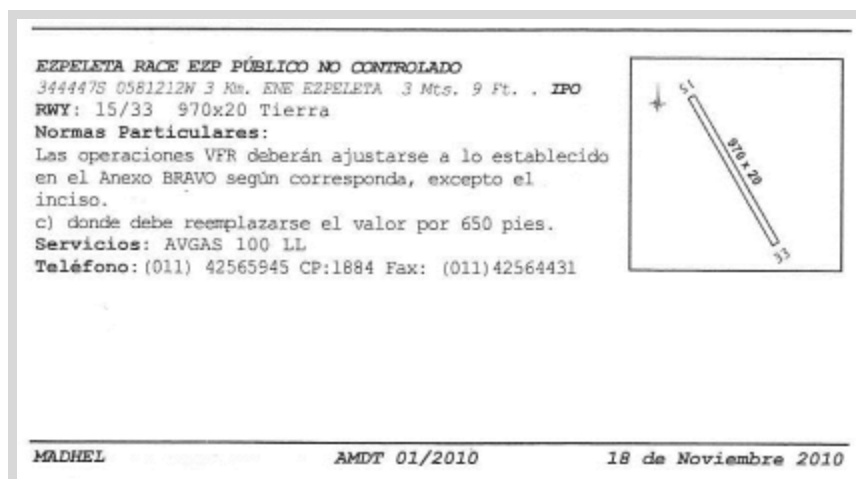 EZPELETA RACE EZP PÚBLICO NO CONTROLADO
344447S 0581212W 3 Km. ENE EZPELETA 3 Mts. 9 Ft. . IPO
RWY: 15/33 970x20 Tierra
Normas Particulares:
Las operaciones VFR deberán ajustarse a lo establecido
en el Anexo BRAVO según corresponda, excepto el
inciso.
c) donde debe reemplazarse el valor por 650 pies.
Servicios: AVGAS 100 LL
Teléfono:(011) 42565945 CP:1884 Fax: (011)42564431
15
970 x 20
33
MADHEL AMDT 01/2010 18 de Noviembre 2010